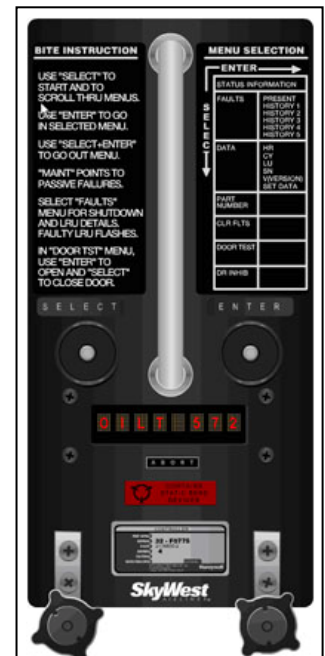 BITE INSTRUCTION
USE "SELECT" TO
START AND TO
SCROLL THRU MENUS.
USE "ENTER" TO GO
IN SELECTED MENU.
USE "SELECT+ENTER"
TO GO OUT MENU.
"MAINT" POINTS TO
PASSIVE FAILURES.
SELECT "FAULTS"
MENU FOR SHUTDOWN
AND LRU DETAILS.
FAULTY LRU FLASHES.
IN "DOOR TST" MENU,
USE "ENTER" TO
OPEN AND "SELECT"
TO CLOSE DOOR.
MENU SELECTION
ENTER
SELECT
STATUS INFORMATION
FAULTS
PRESENT
HISTORY 1
HISTORY 2
HISTORY 3
HISTORY 4
HISTORY 5
DATA
HR
CY
LU
SN
V(VERSION)
SET DATA
PART
NUMBER
CLR FLTS
DOOR TEST
DR INHIB
SELECT
ENTER
OILT 572
ABORT
CONTROLLER
Honeywell
SkyWest
AIRLINES